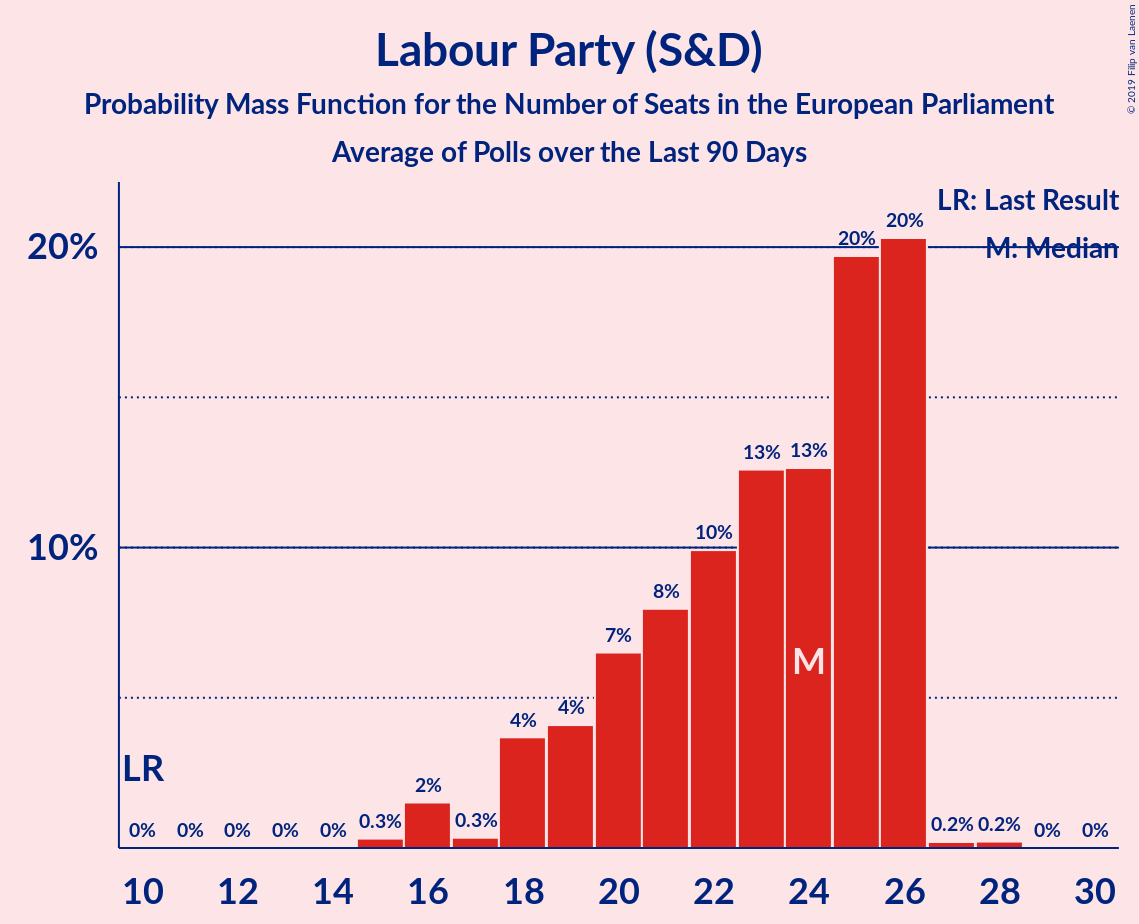 Labour Party (S&D)
Probability Mass Function for the Number of Seats in the European Parliament
Average of Polls over the Last 90 Days
© 2019 Filip van Laenen
LR: Last Result
M: Median
20%
10%
LR
0% 0% 0% 0% 0% 0.3% 2% 0.3% 4% 4% 7% 8% 10% 13% 13% 20% 20% 0.2% 0.2% 0% 0%
M
10 12 14 16 18 20 22 24 26 28 30